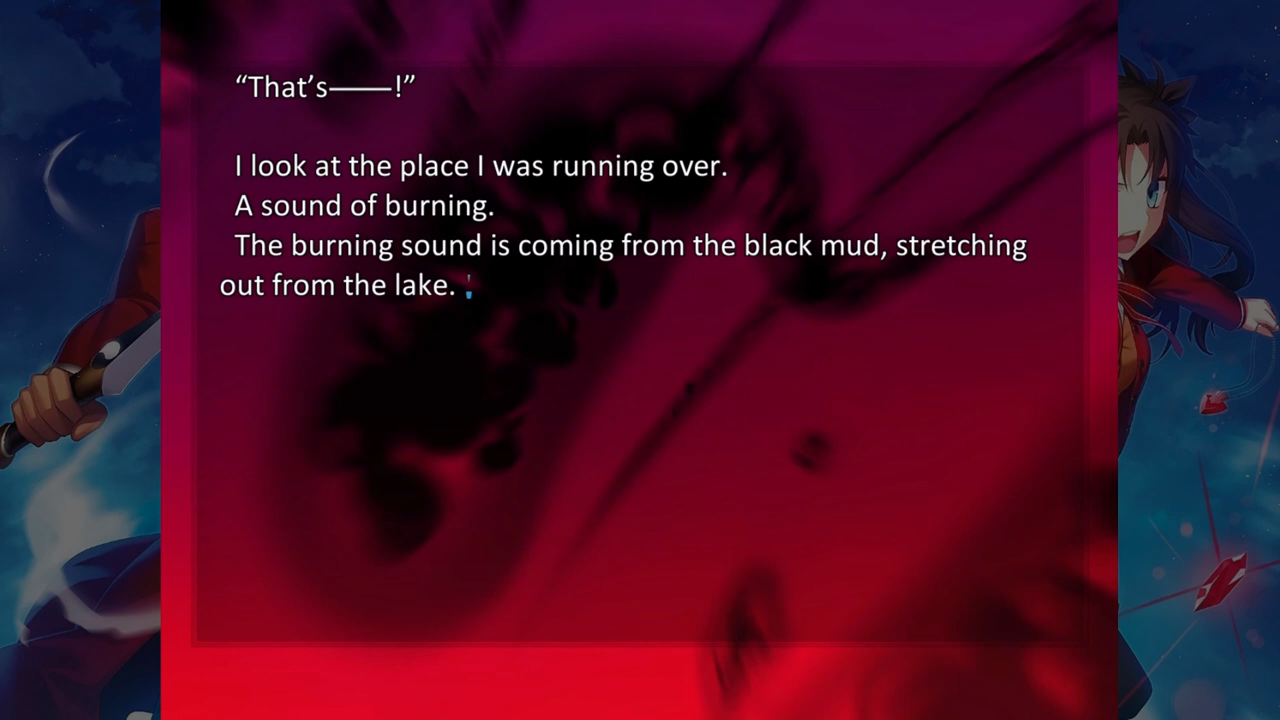 “That’s——!”
I look at the place I was running over.
A sound of burning.
The burning sound is coming from the black mud, stretching
out from the lake.